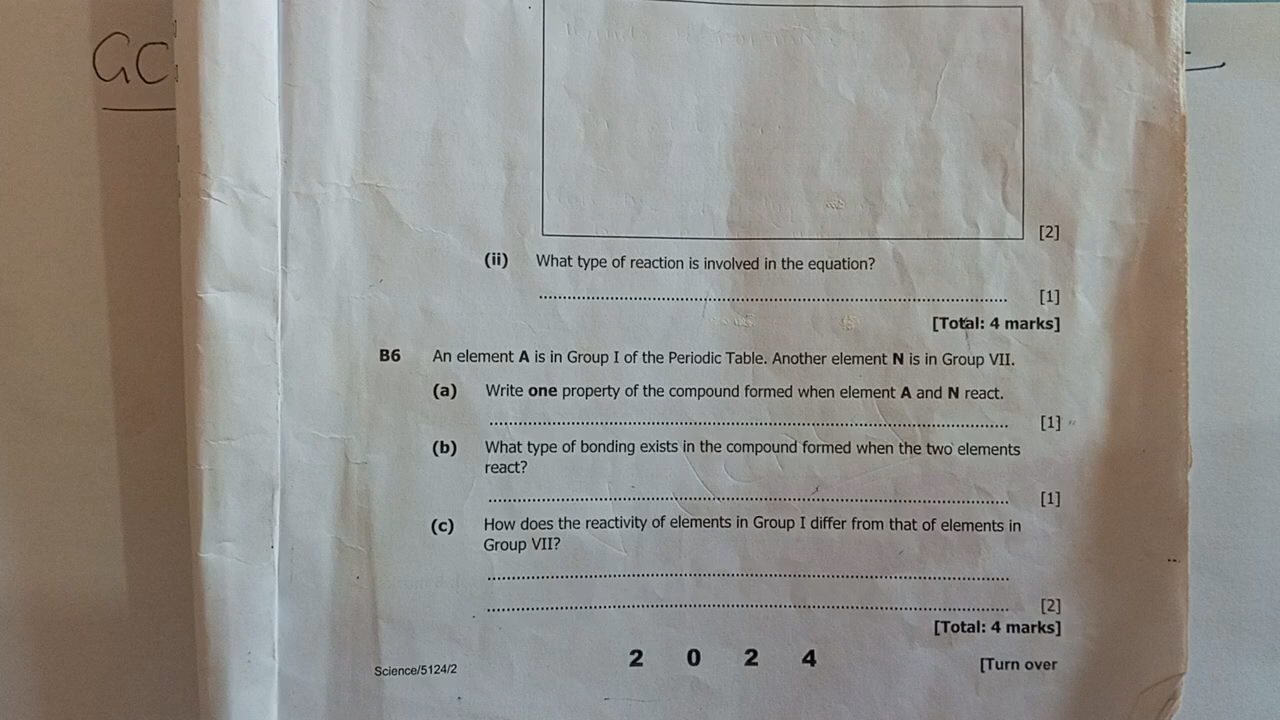 GC
[2]
(ii) What type of reaction is involved in the equation?
[1]
[Total: 4 marks]
B6 An element A is in Group I of the Periodic Table. Another element N is in Group VII.
(a) Write one property of the compound formed when element A and N react.
[1]
(b) What type of bonding exists in the compound formed when the two elements
react?
[1]
(c) How does the reactivity of elements in Group I differ from that of elements in
Group VII?
[2]
[Total: 4 marks]
Science/5124/2 2 0 2 4 [Turn over